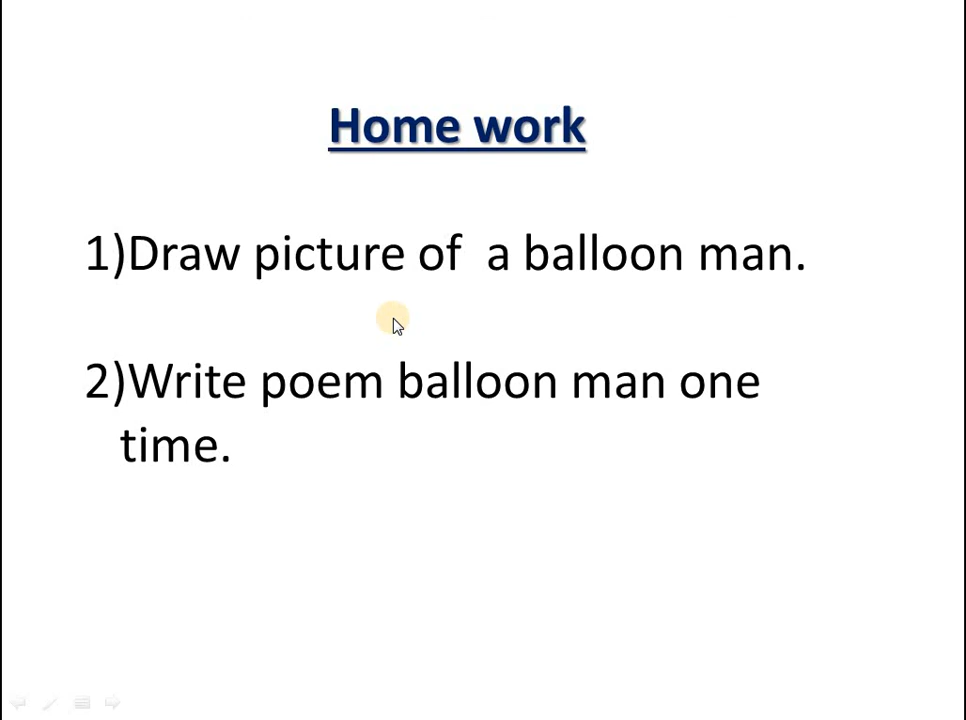 Home work
1)Draw picture of  a balloon man.
2)Write poem balloon man one
time.